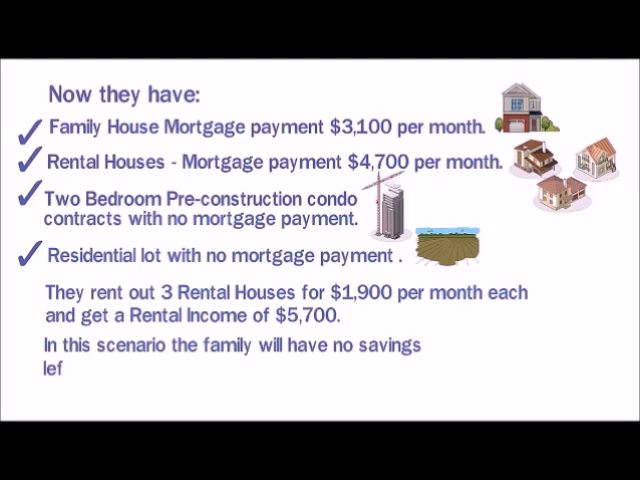 Now they have:
Family House Mortgage payment $3,100 per month.
Rental Houses - Mortgage payment $4,700 per month.
Two Bedroom Pre-construction condo
contracts with no mortgage payment.
Residential lot with no mortgage payment .
They rent out 3 Rental Houses for $1,900 per month each
and get a Rental Income of $5,700.
In this scenario the family will have no savings
lef